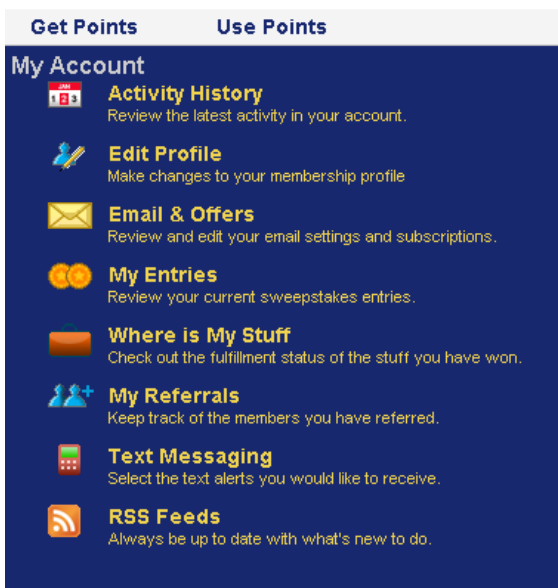 Get Points Use Points
My Account
JAN
1 2 3
Activity History
Review the latest activity in your account.
Edit Profile
Make changes to your membership profile
Email & Offers
Review and edit your email settings and subscriptions.
My Entries
Review your current sweepstakes entries.
Where is My Stuff
Check out the fulfillment status of the stuff you have won.
My Referrals
Keep track of the members you have referred.
Text Messaging
Select the text alerts you would like to receive.
RSS Feeds
Always be up to date with what's new to do.